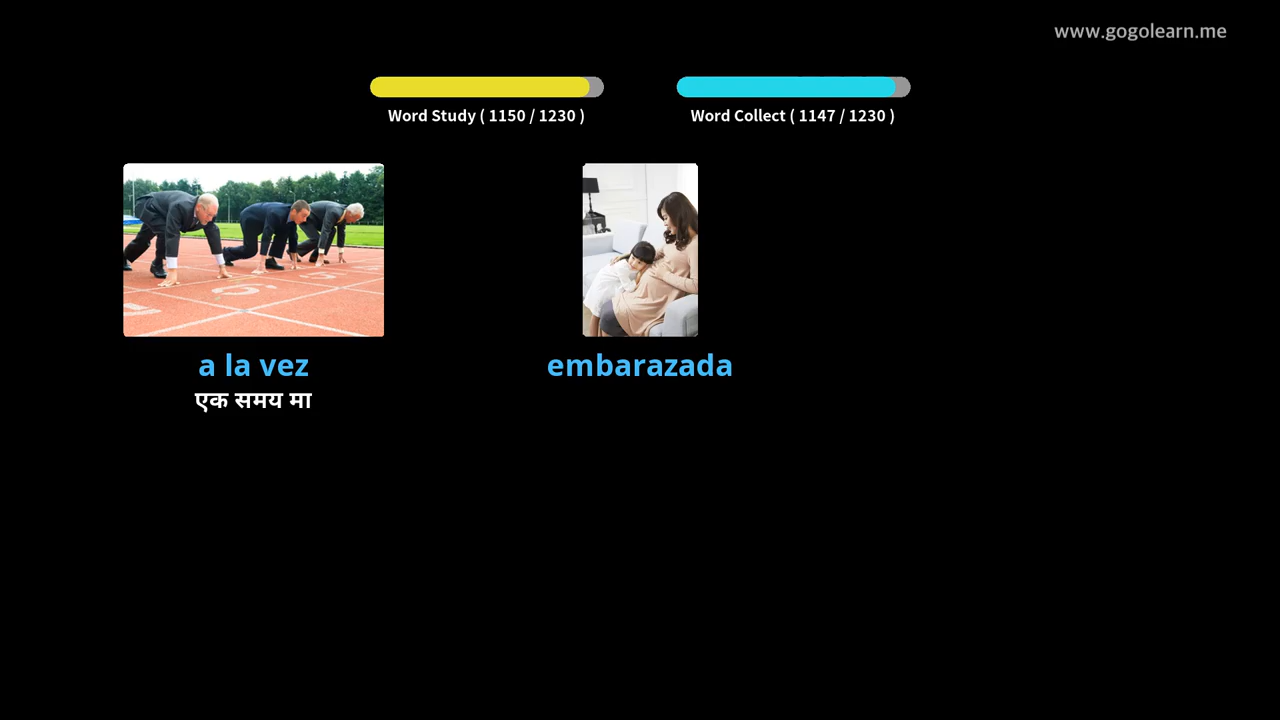 www.gogolearn.me
Word Study ( 1150 / 1230 )
Word Collect ( 1147 / 1230 )
a la vez
एक समय मा
embarazada